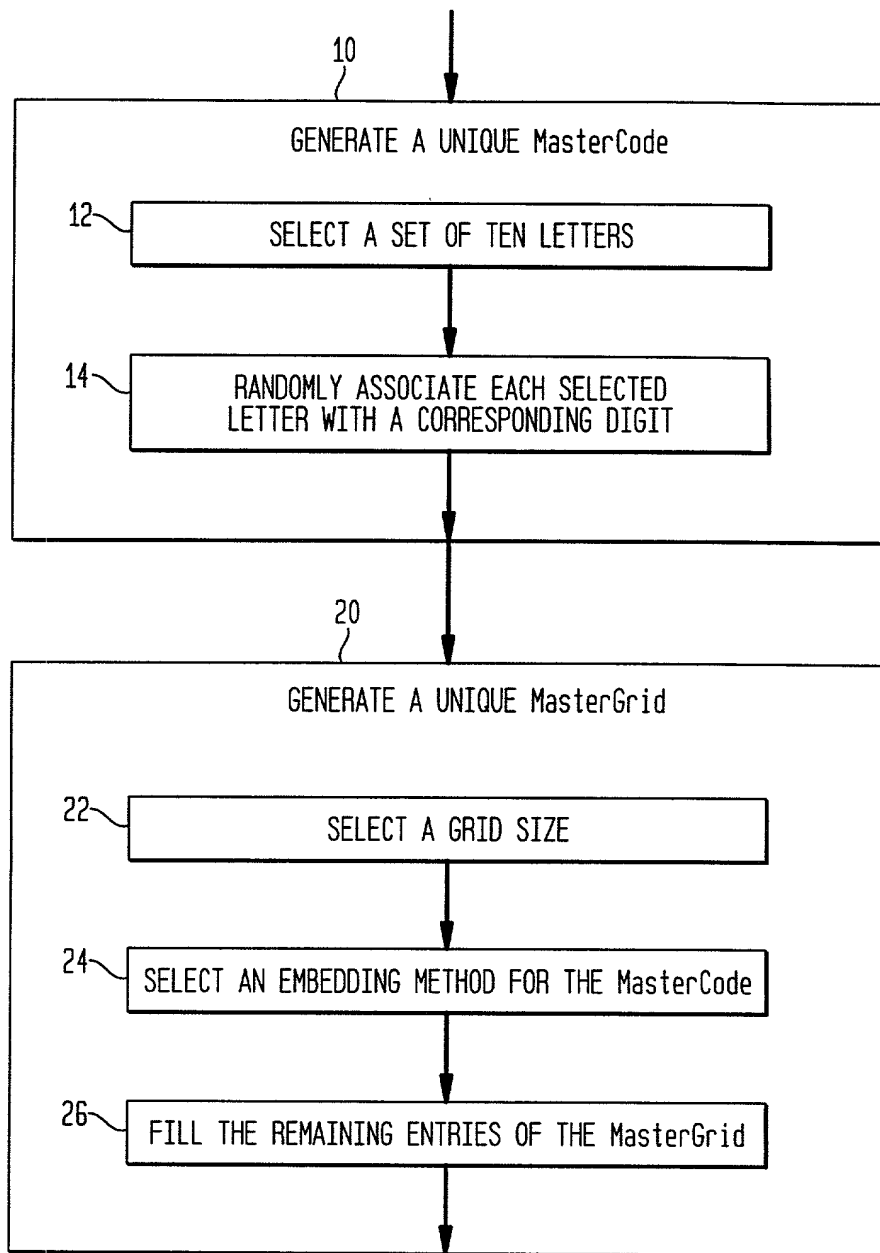 10
GENERATE A UNIQUE MasterCode
12
SELECT A SET OF TEN LETTERS
14
RANDOMLY ASSOCIATE EACH SELECTED
LETTER WITH A CORRESPONDING DIGIT
20
GENERATE A UNIQUE MasterGrid
22
SELECT A GRID SIZE
24
SELECT AN EMBEDDING METHOD FOR THE MasterCode
26
FILL THE REMAINING ENTRIES OF THE MasterGrid